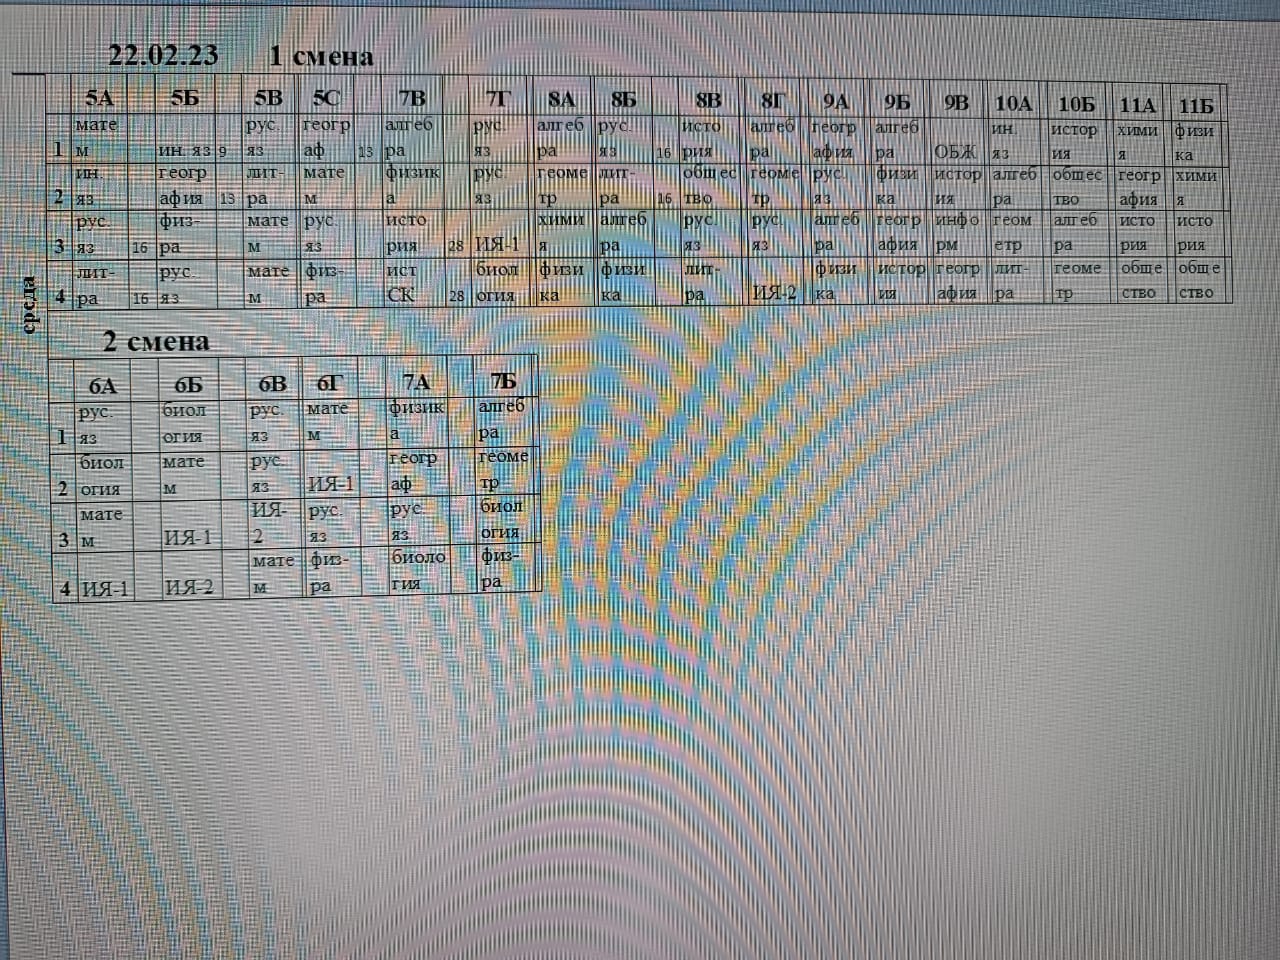 22.02.23 1 смена
5А 5Б 5В 5С 7В 7Г 8А 8Б 8В 8Г 9А 9Б 9В 10А 10Б 11А 11Б
мате рус. геогр алгеб рус. алгеб рус. исто алгеб геогр алгеб ин. истор хими физи
1 м ин. яз 9 яз аф 13 ра яз ра яз 16 рия ра афия ра ОБЖ яз ия я ка
ин. геогр лит- мате физик рус. геоме лит- общес геоме рус. физи истор алгеб общес геогр хими
2 яз афия 13 ра м а яз тр ра 16 тво тр яз ка ия ра тво афия я
рус. физ- мате рус. исто хими алгеб рус. рус. алгеб геогр инфо геом алгеб исто исто
3 яз 16 ра м яз рия 28 ИЯ-1 я ра яз яз ра афия рм етр ра рия рия
лит- рус. мате физ- ист биол физи физи лит- физи истор геогр лит- геоме обще обще
4 ра 16 яз м ра СК 28 огия ка ка ра ИЯ-2 ка ия афия ра тр ство ство
среда
2 смена
6А 6Б 6В 6Г 7А 7Б
рус. биол рус. мате физик алгеб
1 яз огия яз м а ра
биол мате рус. геогр геоме
2 огия м яз ИЯ-1 аф тр
мате ИЯ- рус. рус. биол
3 м ИЯ-1 2 яз яз огия
мате физ- биоло физ-
4 ИЯ-1 ИЯ-2 м ра гия ра